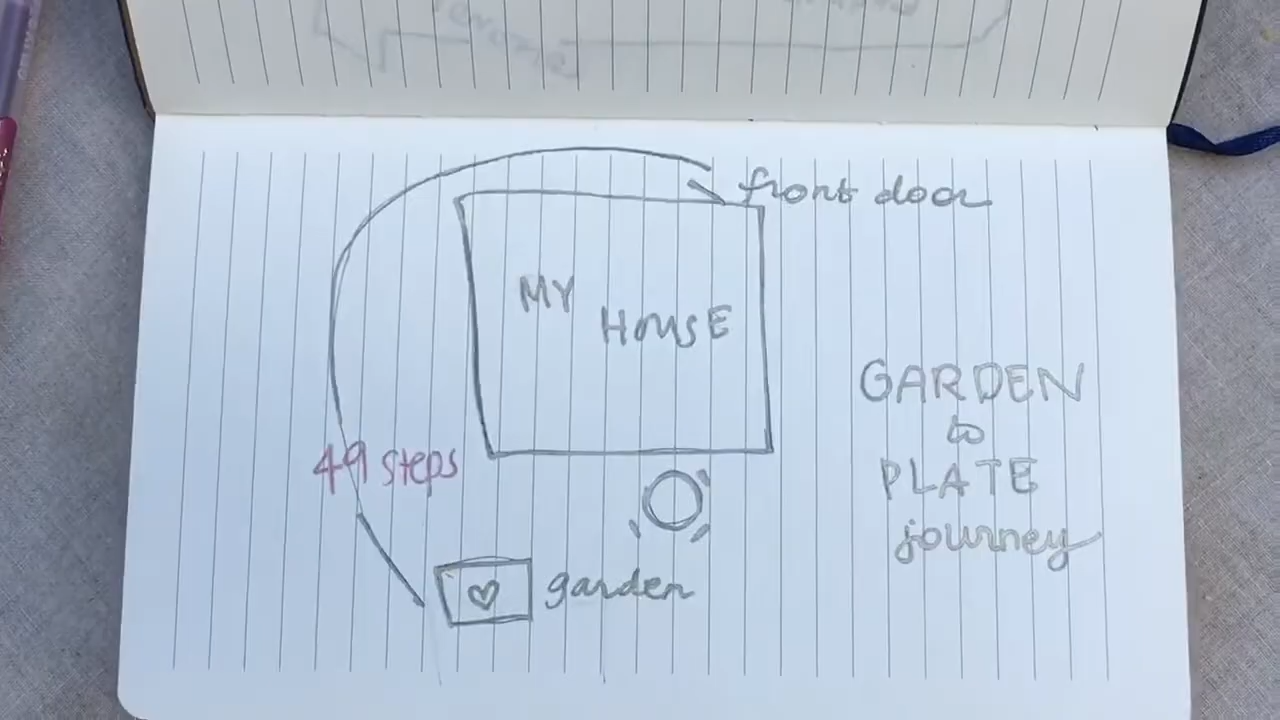 front door
MY
HOUSE
GARDEN
to
PLATE
journey
49 steps
garden